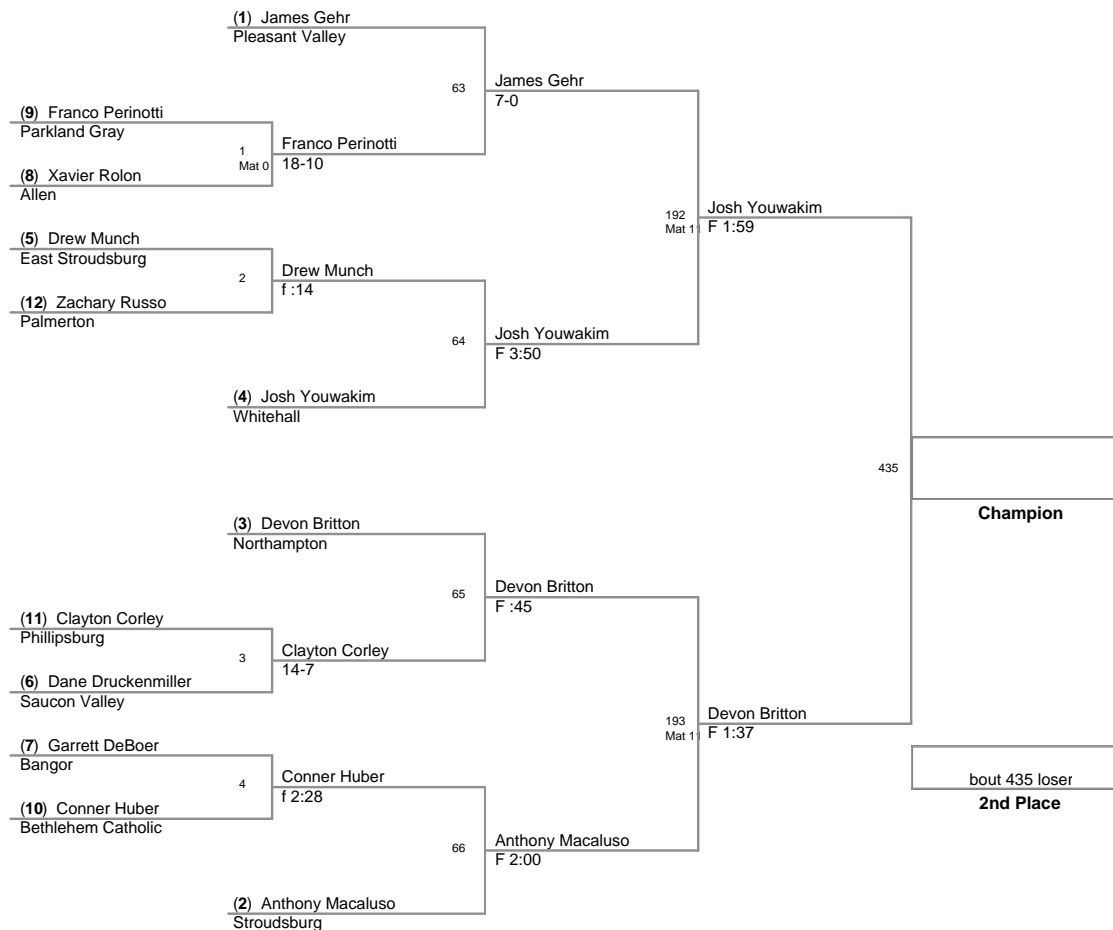 (1) James Gehr
Pleasant Valley
63
James Gehr
7-0
(9) Franco Perinotti
Parkland Gray
1
Mat 0
Franco Perinotti
18-10
(8) Xavier Rolon
Allen
192
Mat 11
Josh Youwakim
F 1:59
(5) Drew Munch
East Stroudsburg
2
Drew Munch
f :14
(12) Zachary Russo
Palmerton
64
Josh Youwakim
F 3:50
(4) Josh Youwakim
Whitehall
435
Champion
(3) Devon Britton
Northampton
65
Devon Britton
F :45
(11) Clayton Corley
Phillipsburg
3
Clayton Corley
14-7
(6) Dane Druckenmiller
Saucon Valley
193
Mat 11
Devon Britton
F 1:37
(7) Garrett DeBoer
Bangor
4
Conner Huber
f 2:28
bout 435 loser
2nd Place
(10) Conner Huber
Bethlehem Catholic
66
Anthony Macaluso
F 2:00
(2) Anthony Macaluso
Stroudsburg